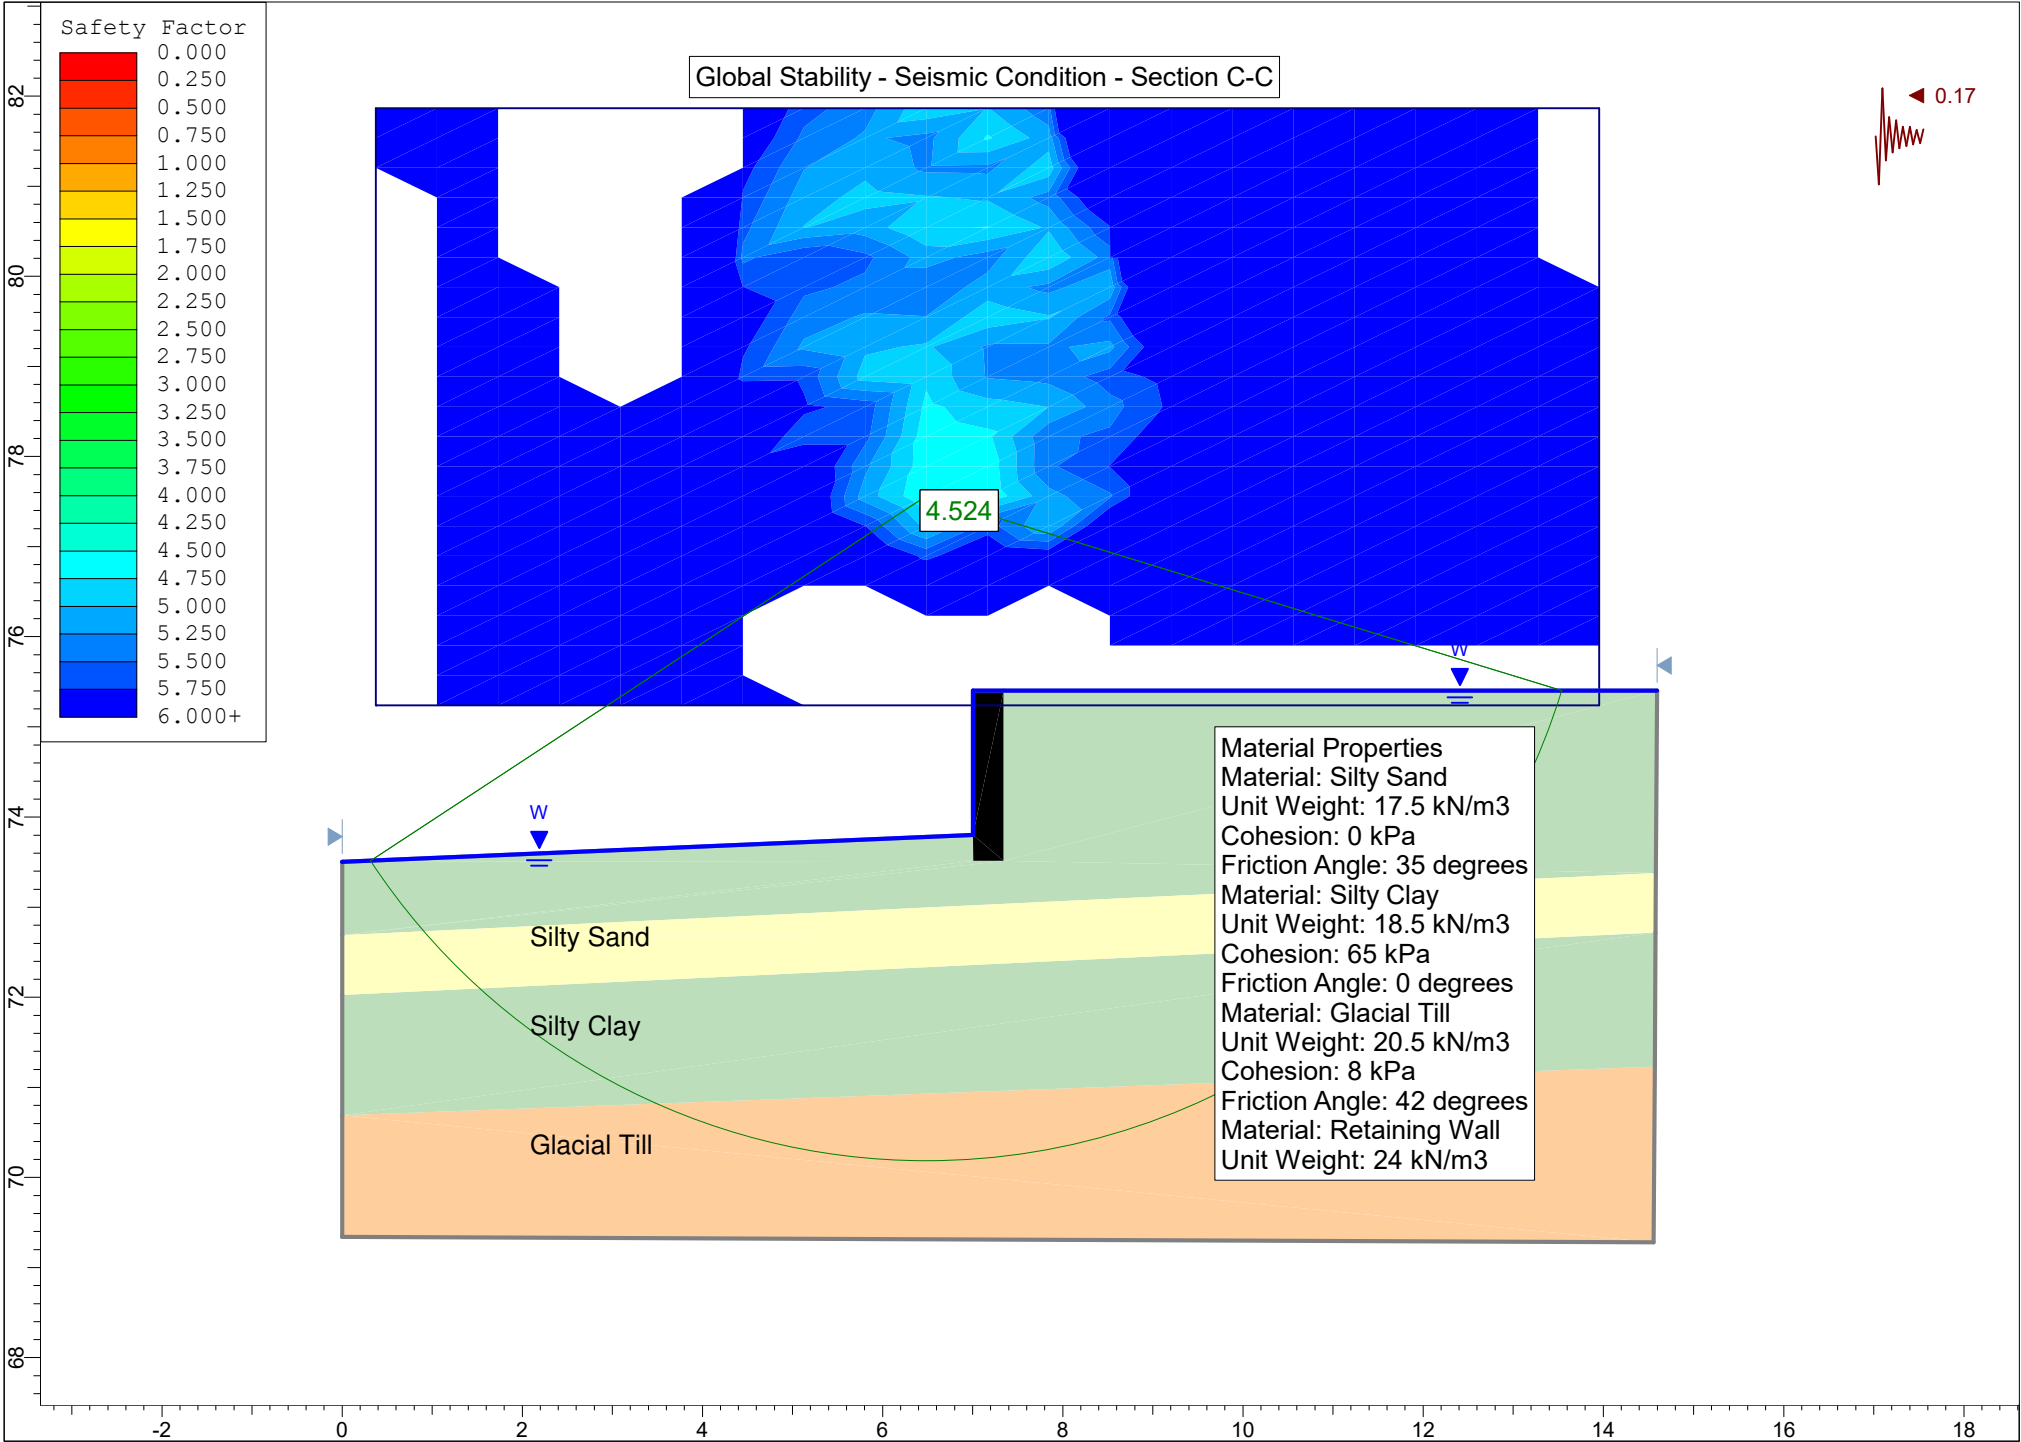 Safety Factor
0.000
0.250
0.500
0.750
1.000
1.250
1.500
1.750
2.000
2.250
2.500
2.750
3.000
3.250
3.500
3.750
4.000
4.250
4.500
4.750
5.000
5.250
5.500
5.750
6.000+
Global Stability - Seismic Condition - Section C-C
0.17
4.524
W
W
Material Properties
Material: Silty Sand
Unit Weight: 17.5 kN/m3
Cohesion: 0 kPa
Friction Angle: 35 degrees
Material: Silty Clay
Unit Weight: 18.5 kN/m3
Cohesion: 65 kPa
Friction Angle: 0 degrees
Material: Glacial Till
Unit Weight: 20.5 kN/m3
Cohesion: 8 kPa
Friction Angle: 42 degrees
Material: Retaining Wall
Unit Weight: 24 kN/m3
Silty Sand
Silty Clay
Glacial Till
82
80
78
76
74
72
70
68
-2
0
2
4
6
8
10
12
14
16
18